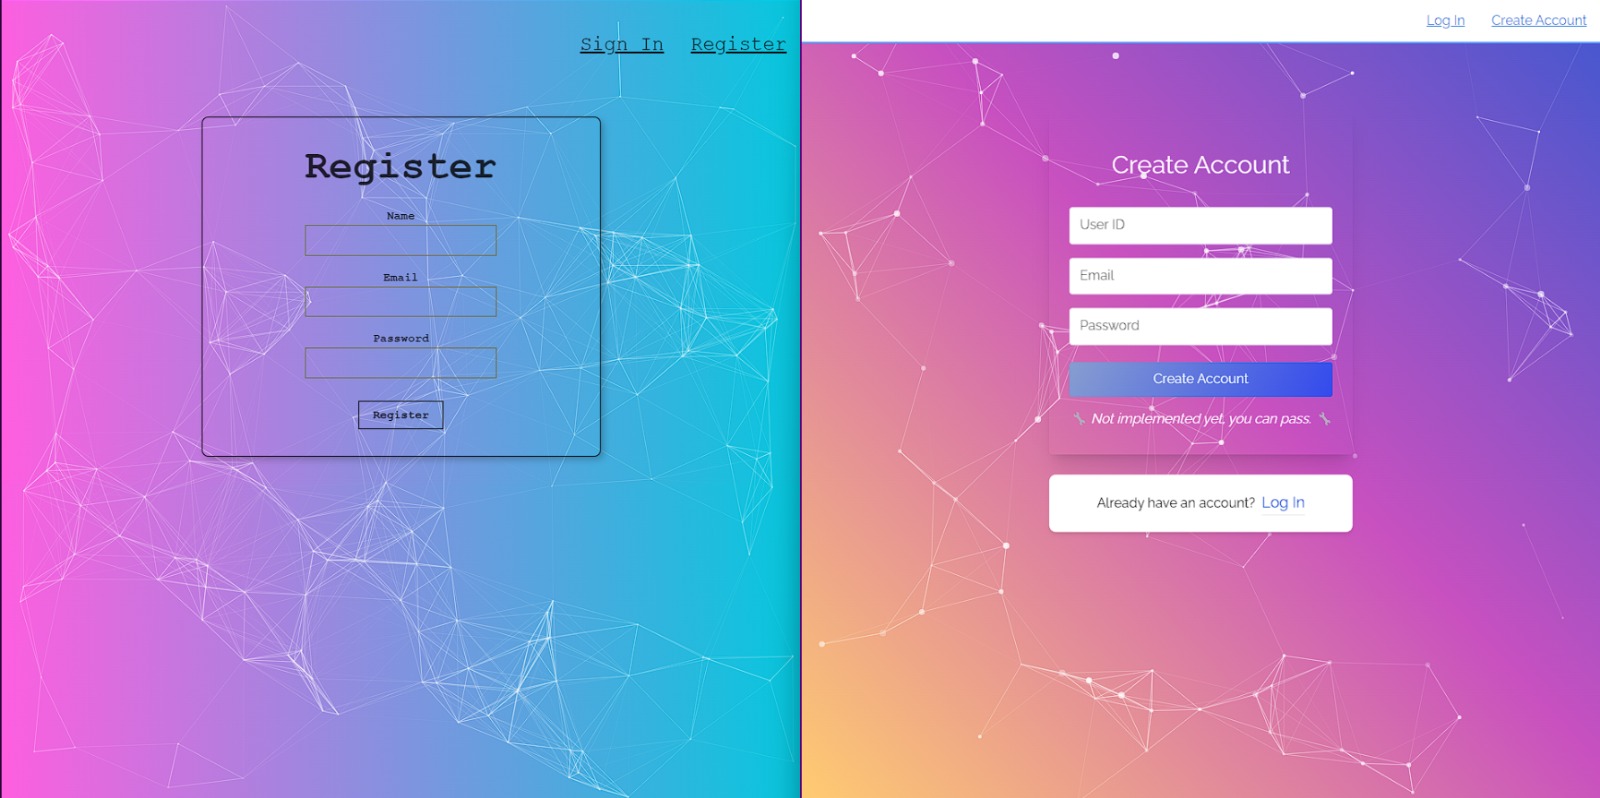 Sign In Register
Register
Name
Email
Password
Register
Log In Create Account
Create Account
User ID
Email
Password
Create Account
🔧 Not implemented yet, you can pass. 🔧
Already have an account? Log In